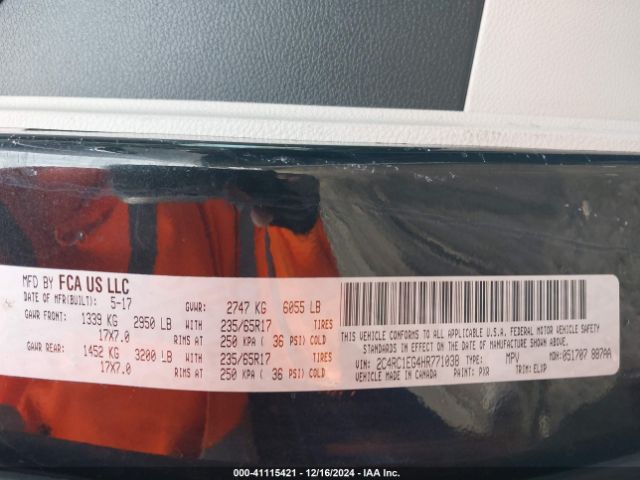 MFD BY FCA US LLC
DATE OF MFR(BUILT): 5-17 GVWR: 2747 KG 6055 LB
GAWR FRONT: 1339 KG 2950 LB WITH 235/65R17 TIRES
17X7.0 RIMS AT 250 KPA ( 36 PSI) COLD
GAWR REAR: 1452 KG 3200 LB WITH 235/65R17 TIRES
17X7.0 RIMS AT 250 KPA ( 36 PSI) COLD
THIS VEHICLE CONFORMS TO ALL APPLICABLE U.S.A. FEDERAL MOTOR VEHICLE SAFETY
STANDARDS IN EFFECT ON THE DATE OF MANUFACTURE SHOWN ABOVE.
VIN: 2C4RC1EG4HR771038 TYPE: MPV MDH: 051707 887AA
VEHICLE MADE IN CANADA PAINT: PXR TRIM: ELVP
000-41115421 - 12/16/2024 - IAA Inc.